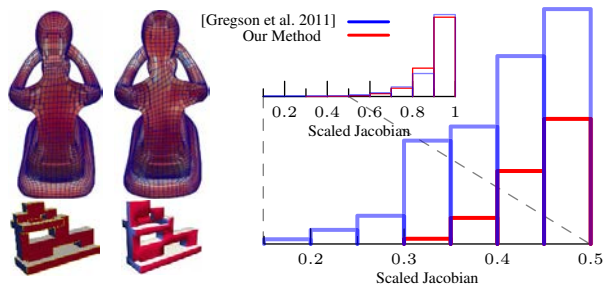 [Gregson et al. 2011]
Our Method
0.2 0.4 0.6 0.8 1
Scaled Jacobian
0.2 0.3 0.4 0.5
Scaled Jacobian